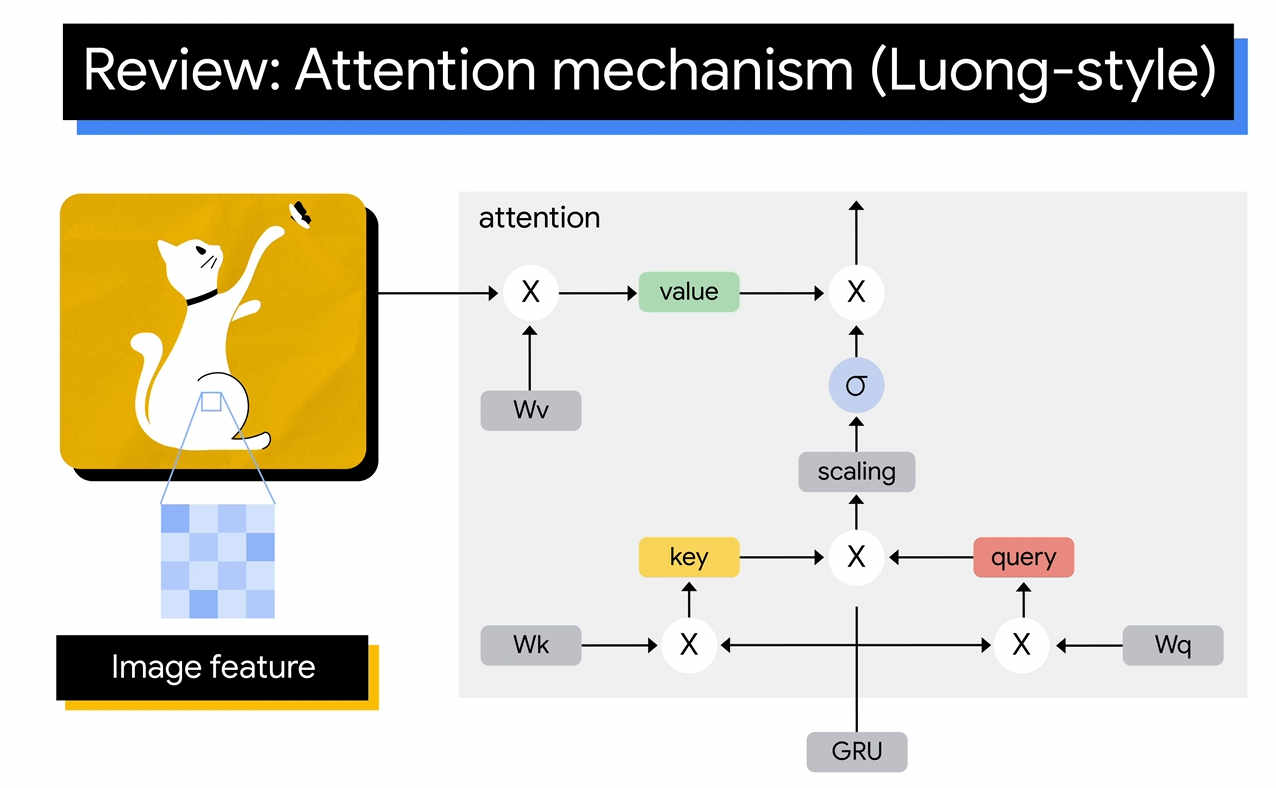 Review: Attention mechanism (Luong-style)
attention
X
value
X
Wv
σ
scaling
key
X
query
Wk
X
X
Wq
Image feature
GRU